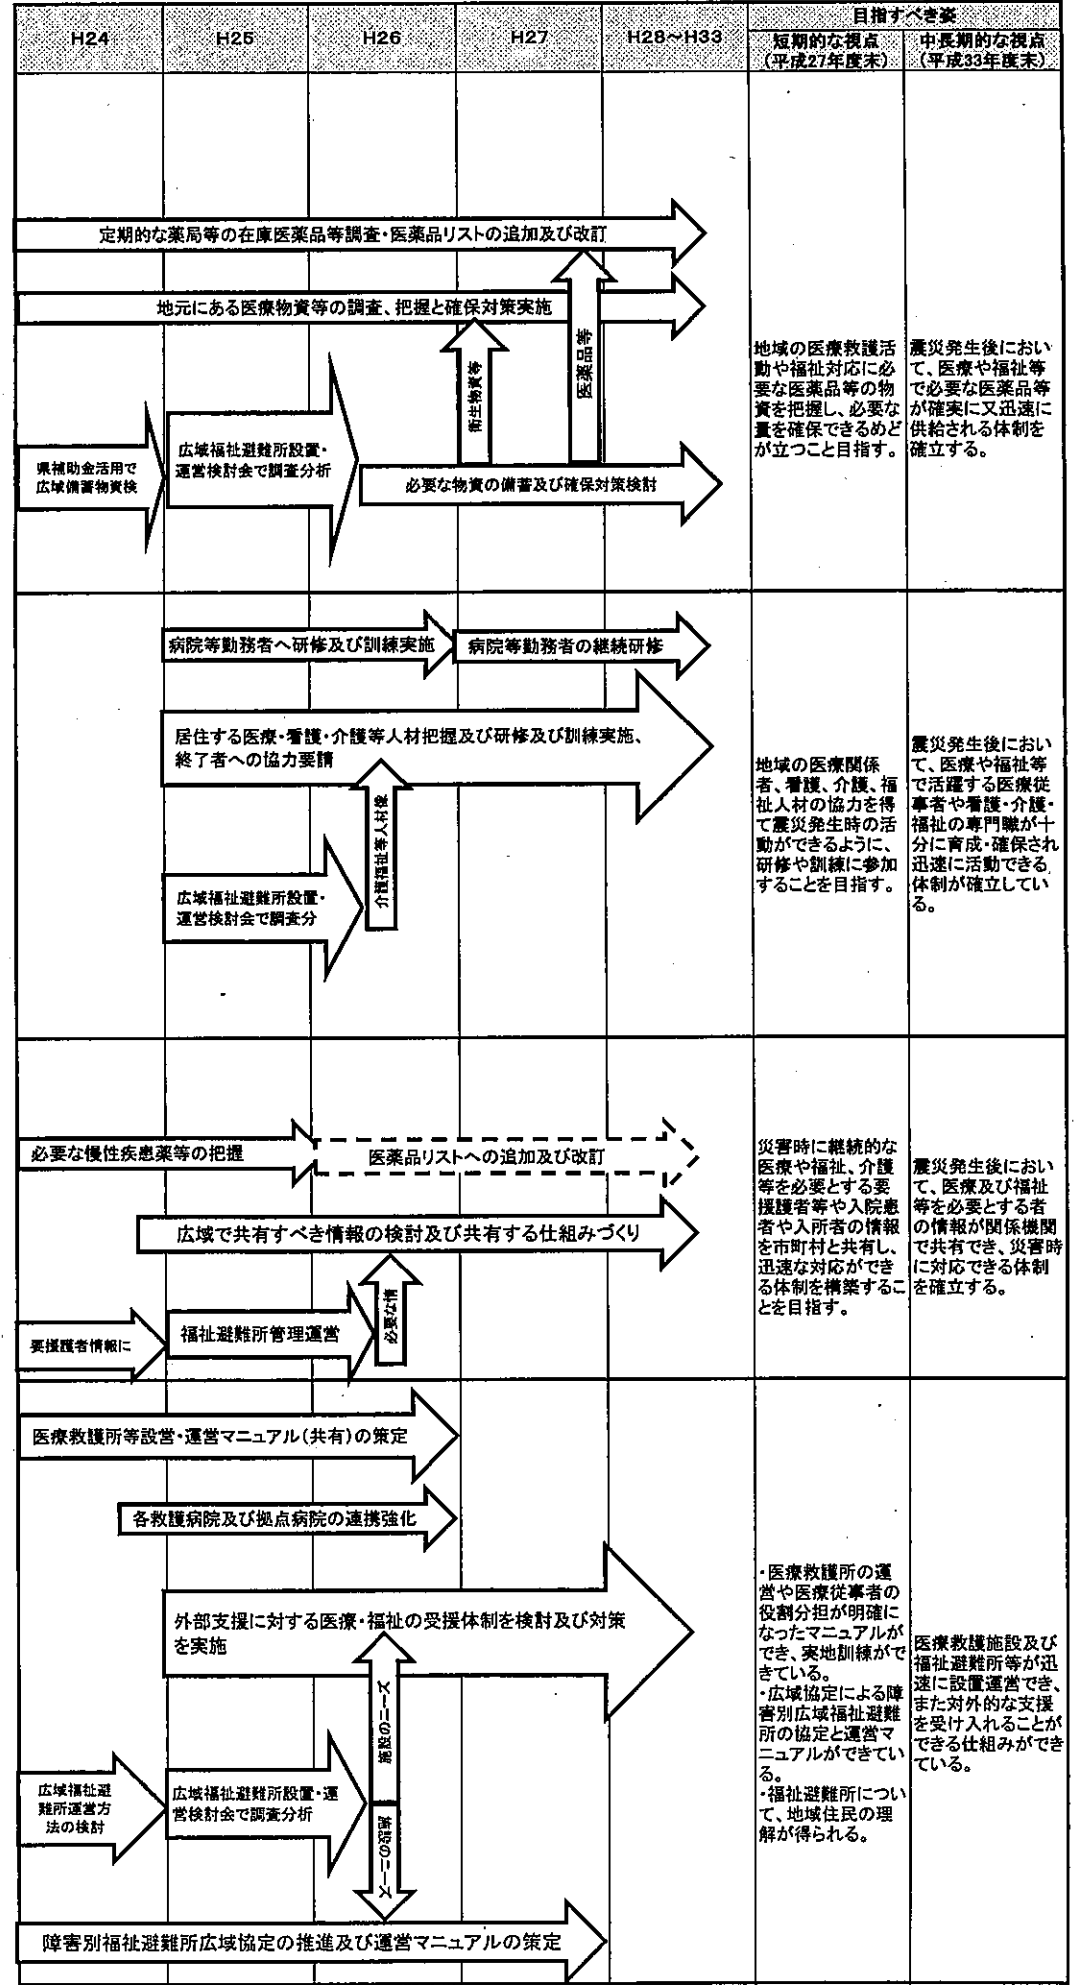 H24
H25
H26
H27
H28～H33
目指すべき姿
短期的な視点
(平成27年度末)
中長期的な視点
(平成33年度末)
定期的な薬局等の在庫医薬品等調査・医薬品リストの追加及び改訂
地元にある医療物資等の調査、把握と確保対策実施
衛生物資等
医薬品等
県補助金活用で
広域備蓄物資検
広域福祉避難所設置・
運営検討会で調査分析
必要な物資の備蓄及び確保対策検討
地域の医療救護活
動や福祉対応に必
要な医薬品等の物
資を把握し、必要な
量を確保できるめど
が立つこと目指す。
震災発生後におい
て、医療や福祉等
で必要な医薬品等
が確実に又迅速に
供給される体制を
確立する。
病院等勤務者へ研修及び訓練実施
病院等勤務者の継続研修
居住する医療・看護・介護等人材把握及び研修及び訓練実施、
終了者への協力要請
介護福祉等人材像
広域福祉避難所設置・
運営検討会で調査分
地域の医療関係
者、看護、介護、福
祉人材の協力を得
て震災発生時の活
動ができるように、
研修や訓練に参加
することを目指す。
震災発生後におい
て、医療や福祉等
で活躍する医療従
事者や看護・介護・
福祉の専門職が十
分に育成・確保され
迅速に活動できる
体制が確立してい
る。
必要な慢性疾患薬等の把握
医薬品リストへの追加及び改訂
広域で共有すべき情報の検討及び共有する仕組みづくり
必要な情
要援護者情報に
福祉避難所管理運営
災害時に継続的な
医療や福祉、介護
等を必要とする要
援護者等や入院患
者や入所者の情報
を市町村と共有し、
迅速な対応ができ
る体制を構築するこ
とを目指す。
震災発生後におい
て、医療及び福祉
等を必要とする者
の情報が関係機関
で共有でき、災害時
に対応できる体制
を確立する。
医療救護所等設営・運営マニュアル(共有)の策定
各救護病院及び拠点病院の連携強化
外部支援に対する医療・福祉の受援体制を検討及び対策
を実施
施設のニーズ
広域福祉避
難所運営方
法の検討
広域福祉避難所設置・運
営検討会で調査分析
施設のニーズ
障害別福祉避難所広域協定の推進及び運営マニュアルの策定
・医療救護所の運
営や医療従事者の
役割分担が明確に
なったマニュアルが
でき、実地訓練がで
きている。
・広域協定による障
害別広域福祉避難
所の協定と運営マ
ニュアルができてい
る。
・福祉避難所につい
て、地域住民の理
解が得られる。
医療救護施設及び
福祉避難所等が迅
速に設置運営でき、
また対外的な支援
を受け入れることが
できる仕組みができ
ている。